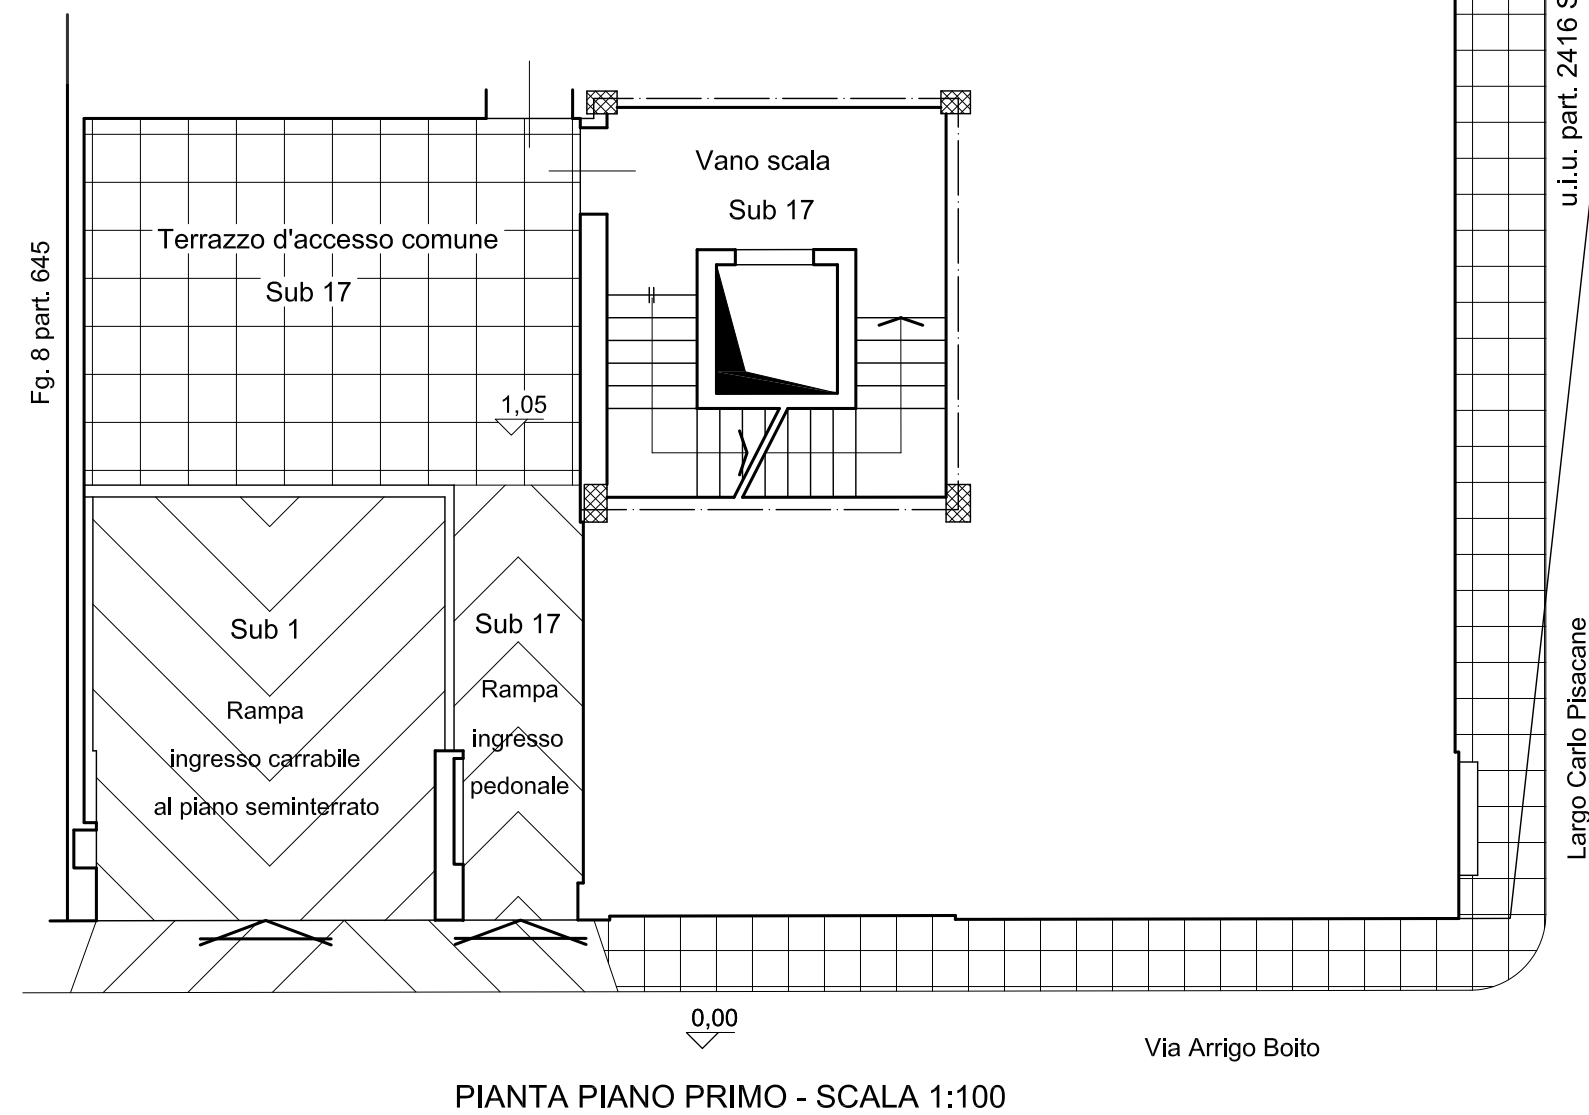 u.i.u. part. 2416 S
Vano scala
Sub 17
Terrazzo d'accesso comune
Sub 17
Fg. 8 part. 645
1,05
Sub 1
Rampa
ingresso carrabile
al piano seminterrato
Sub 17
Rampa
ingresso
pedonale
Largo Carlo Pisacane
0,00
Via Arrigo Boito
PIANTA PIANO PRIMO - SCALA 1:100